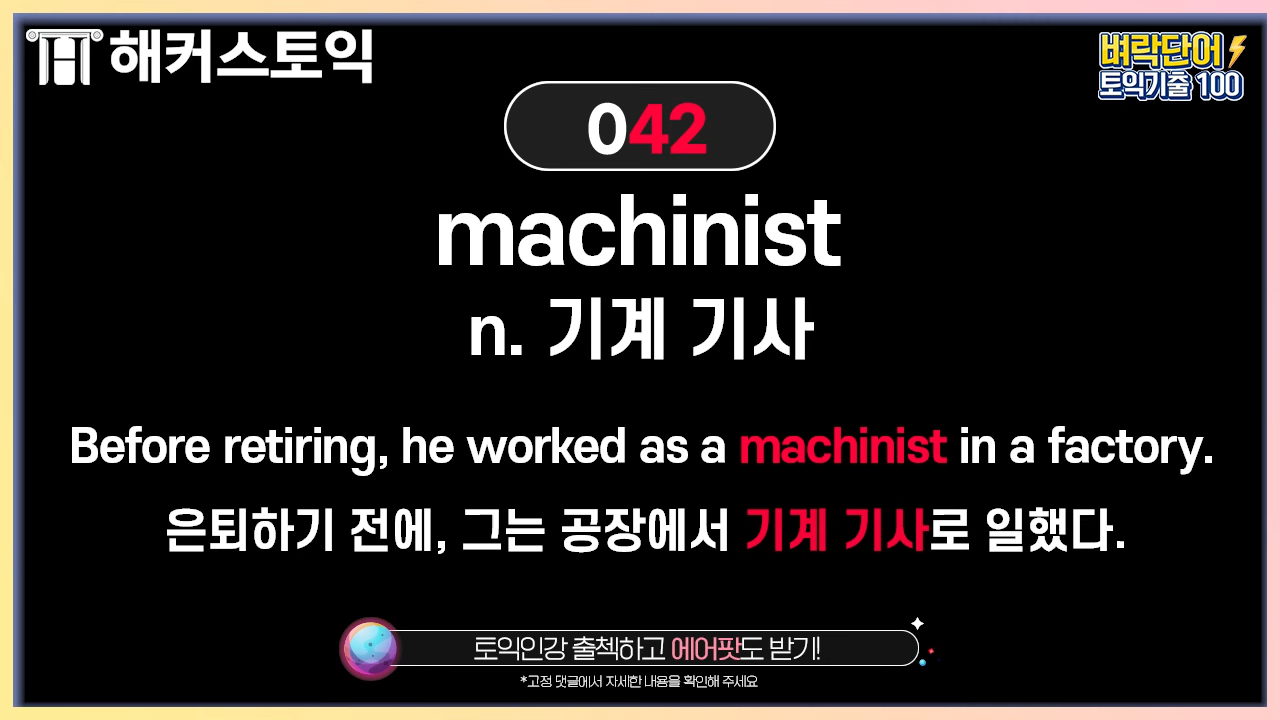 해커스토익
벼락단어
토익기출 100
042
machinist
n. 기계 기사
Before retiring, he worked as a machinist in a factory.
은퇴하기 전에, 그는 공장에서 기계 기사로 일했다.
토익인강 출첵하고 에어팟도 받기!
*고정 댓글에서 자세한 내용을 확인해 주세요